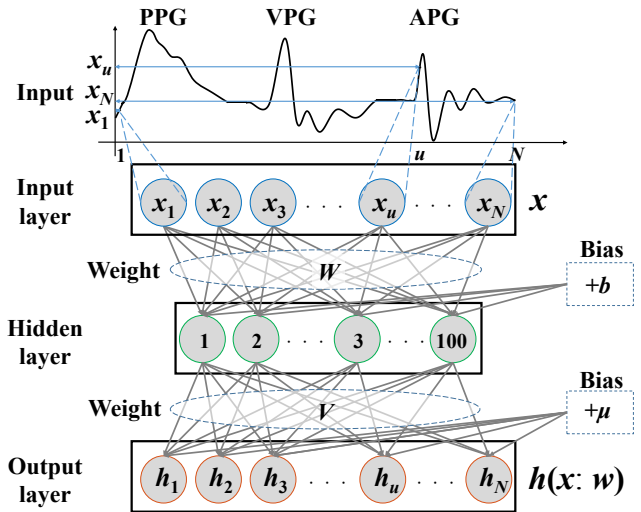 PPG VPG APG
x_u
Input x_N
x_1
1 u N
Input layer x_1 x_2 x_3 . . . . x_u . . . x_N x
Weight W Bias
+b
Hidden layer 1 2 . . . 3 . . . 100
Weight V Bias
+μ
Output layer h_1 h_2 h_3 . . . . h_u . . . h_N h(x: w)